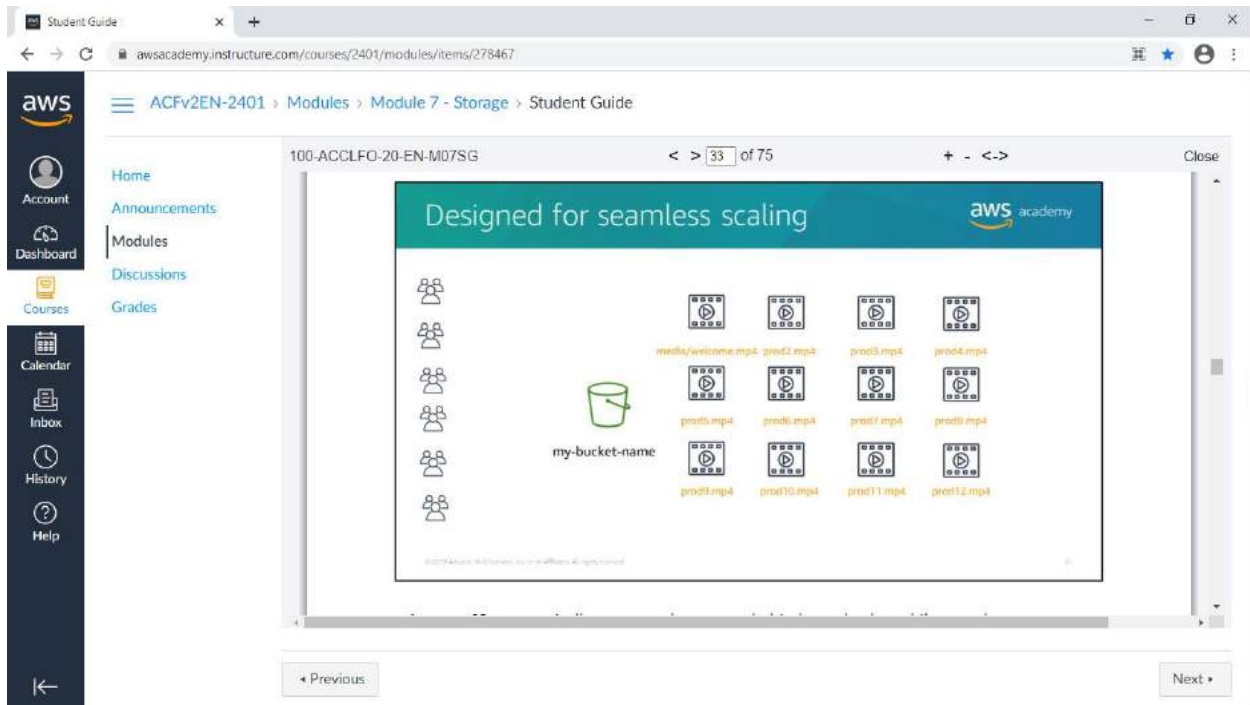 Student Guide
awsacademy.instructure.com/courses/2401/modules/items/278467
aws
ACFv2EN-2401 > Modules > Module 7 - Storage > Student Guide
100-ACCLFO-20-EN-M07SG
< > 33 of 75
+ - <->
Close
Account
Dashboard
Courses
Calendar
Inbox
History
Help
Home
Announcements
Modules
Discussions
Grades
Designed for seamless scaling
aws academy
media/welcome.mp4 prod2.mp4 prod3.mp4 prod4.mp4
prod5.mp4 prod6.mp4 prod7.mp4 prod8.mp4
my-bucket-name
prod9.mp4 prod10.mp4 prod11.mp4 prod12.mp4
Previous
Next